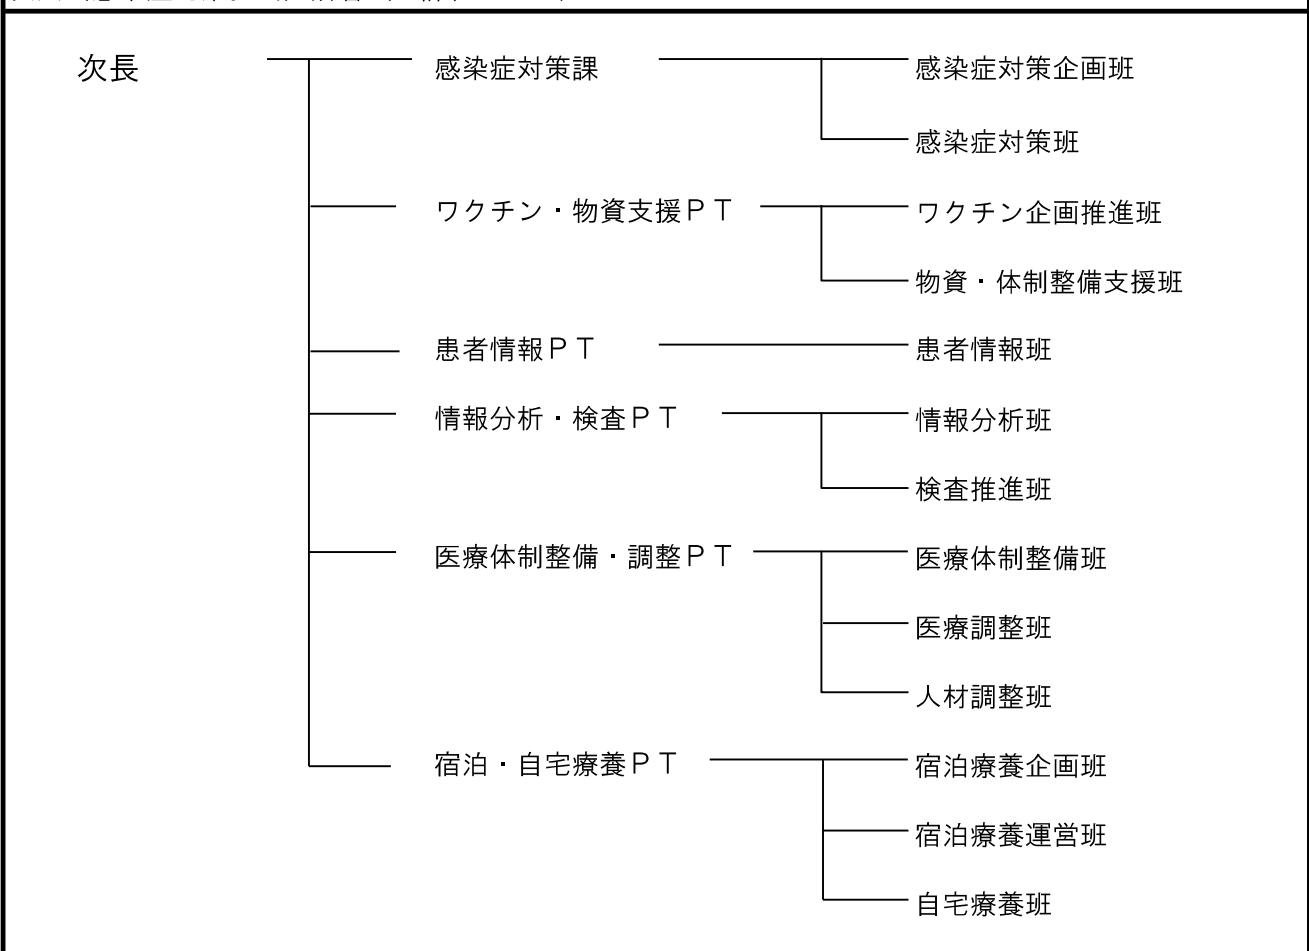 次長 感染症対策課 感染症対策企画班
感染症対策班
ワクチン・物資支援ＰＴ ワクチン企画推進班
物資・体制整備支援班
患者情報ＰＴ 患者情報班
情報分析・検査ＰＴ 情報分析班
検査推進班
医療体制整備・調整ＰＴ 医療体制整備班
医療調整班
人材調整班
宿泊・自宅療養ＰＴ 宿泊療養企画班
宿泊療養運営班
自宅療養班